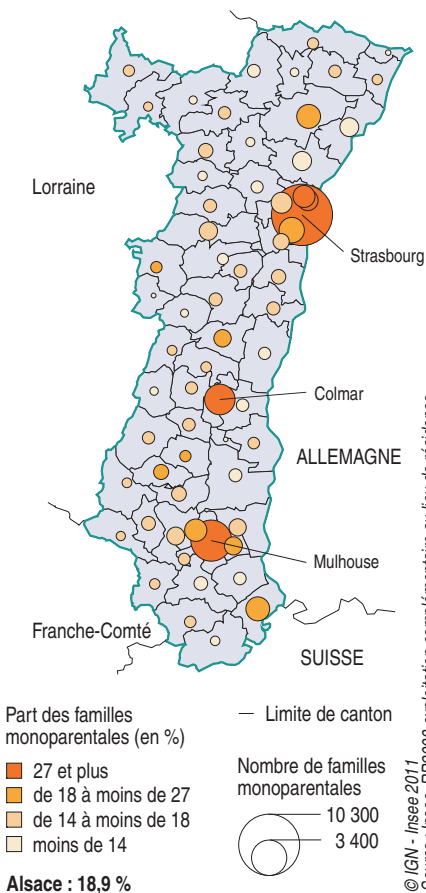 Lorraine
Strasbourg
Colmar
ALLEMAGNE
Mulhouse
Franche-Comté
SUISSE
Part des familles
monoparentales (en %)
27 et plus
de 18 à moins de 27
de 14 à moins de 18
moins de 14
Alsace : 18,9 %
Limite de canton
Nombre de familles
monoparentales
10 300
3 400
© IGN - Insee 2011